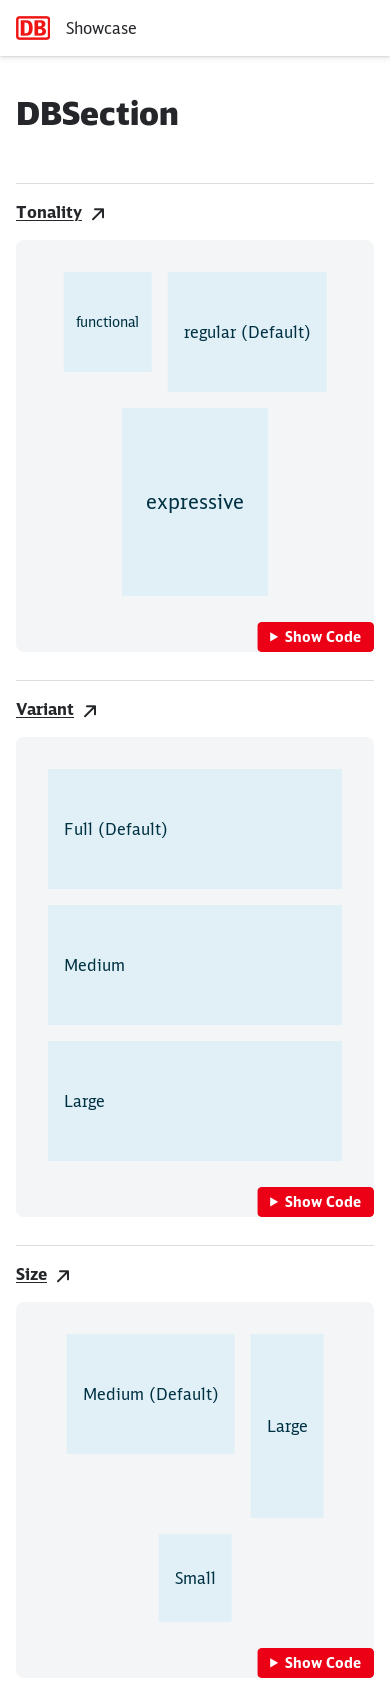 DB Showcase
DBSection
Tonality
functional
regular (Default)
expressive
Show Code
Variant
Full (Default)
Medium
Large
Show Code
Size
Medium (Default)
Large
Small
Show Code